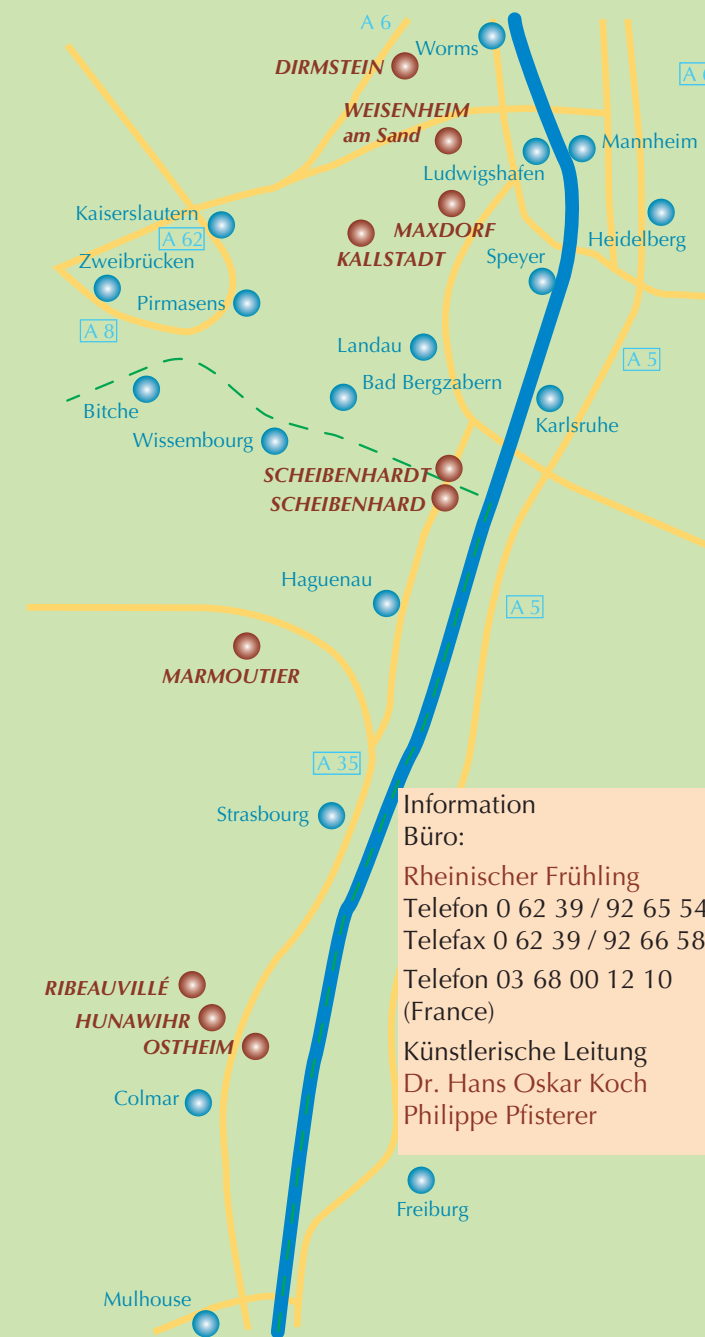 A 6
Worms
DIRMSTEIN
A 6
WEISENHEIM
am Sand
Mannheim
Ludwigshafen
Kaiserslautern
A 62
MAXDORF
Heidelberg
KALLSTADT
Zweibrücken
Speyer
Pirmasens
A 8
Landau
A 5
Bad Bergzabern
Bitche
Karlsruhe
Wissembourg
SCHEIBENHARDT
SCHEIBENHARD
Haguenau
A 5
MARMOUTIER
A 35
Strasbourg
Information
Büro:
Rheinischer Frühling
Telefon 0 62 39 / 92 65 54
Telefax 0 62 39 / 92 66 58
Telefon 03 68 00 12 10
(France)
Künstlerische Leitung
Dr. Hans Oskar Koch
Philippe Pfisterer
RIBEAUVILLÉ
HUNAWIHR
OSTHEIM
Colmar
Freiburg
Mulhouse